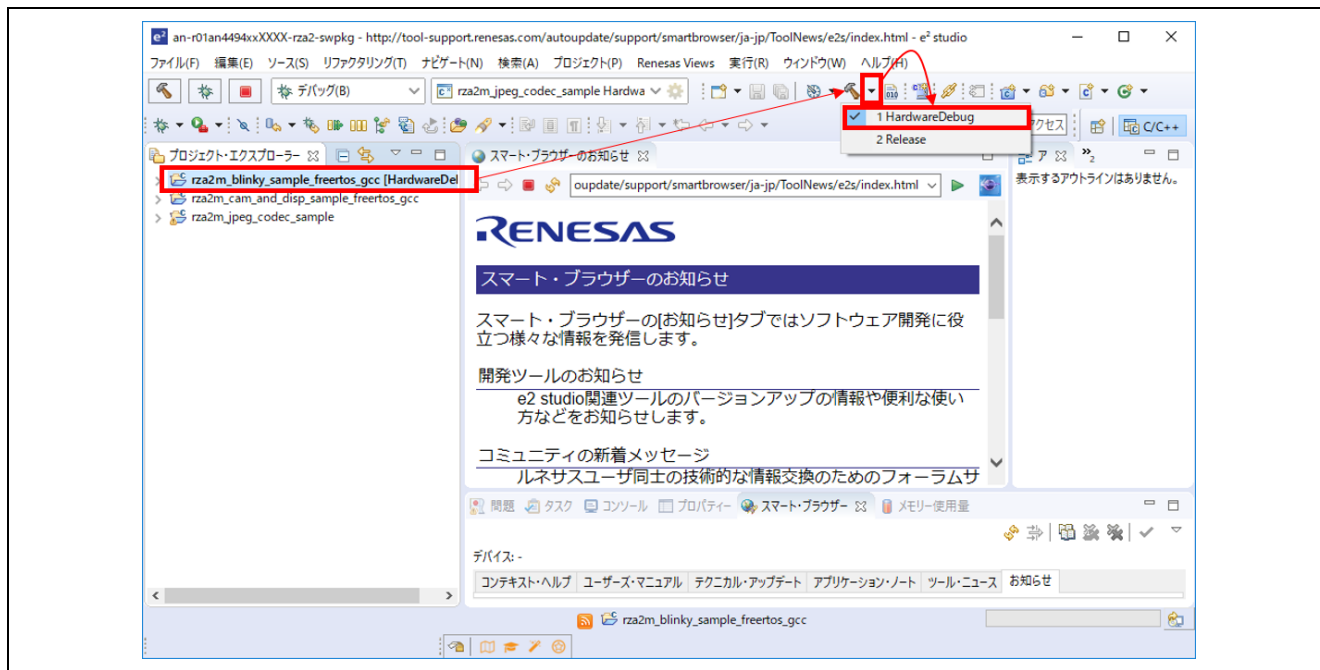 an-r01an4494xxXXXX-rza2-swpkg - http://tool-support.renesas.com/autoupdate/support/smartbrowser/ja-jp/ToolNews/e2s/index.html - e² studio
ファイル(F) 編集(E) ソース(S) リファクタリング(T) ナビゲート(N) 検索(A) プロジェクト(P) Renesas Views 実行(R) ウィンドウ(W) ヘルプ(H)
デバッグ(B) rza2m_jpeg_codec_sample Hardwa
1 HardwareDebug
2 Release
クセス C/C++
プロジェクト・エクスプローラー スマート・ブラウザーのお知らせ ア 2
rza2m_blinky_sample_freertos_gcc [HardwareDel
rza2m_cam_and_disp_sample_freertos_gcc
rza2m_jpeg_codec_sample
oupdate/support/smartbrowser/ja-jp/ToolNews/e2s/index.html
表示するアウトラインはありません。
RENESAS
スマート・ブラウザーのお知らせ
スマート・ブラウザーの[お知らせ]タブではソフトウェア開発に役
立つ様々な情報を発信します。
開発ツールのお知らせ
e2 studio関連ツールのバージョンアップの情報や便利な使い
方などをお知らせします。
コミュニティの新着メッセージ
ルネサスユーザ同士の技術的な情報交換のためのフォーラムサ
問題 タスク コンソール プロパティー スマート・ブラウザー メモリー使用量
デバイス: -
コンテキスト・ヘルプ ユーザーズ・マニュアル テクニカル・アップデート アプリケーション・ノート ツール・ニュース お知らせ
rza2m_blinky_sample_freertos_gcc